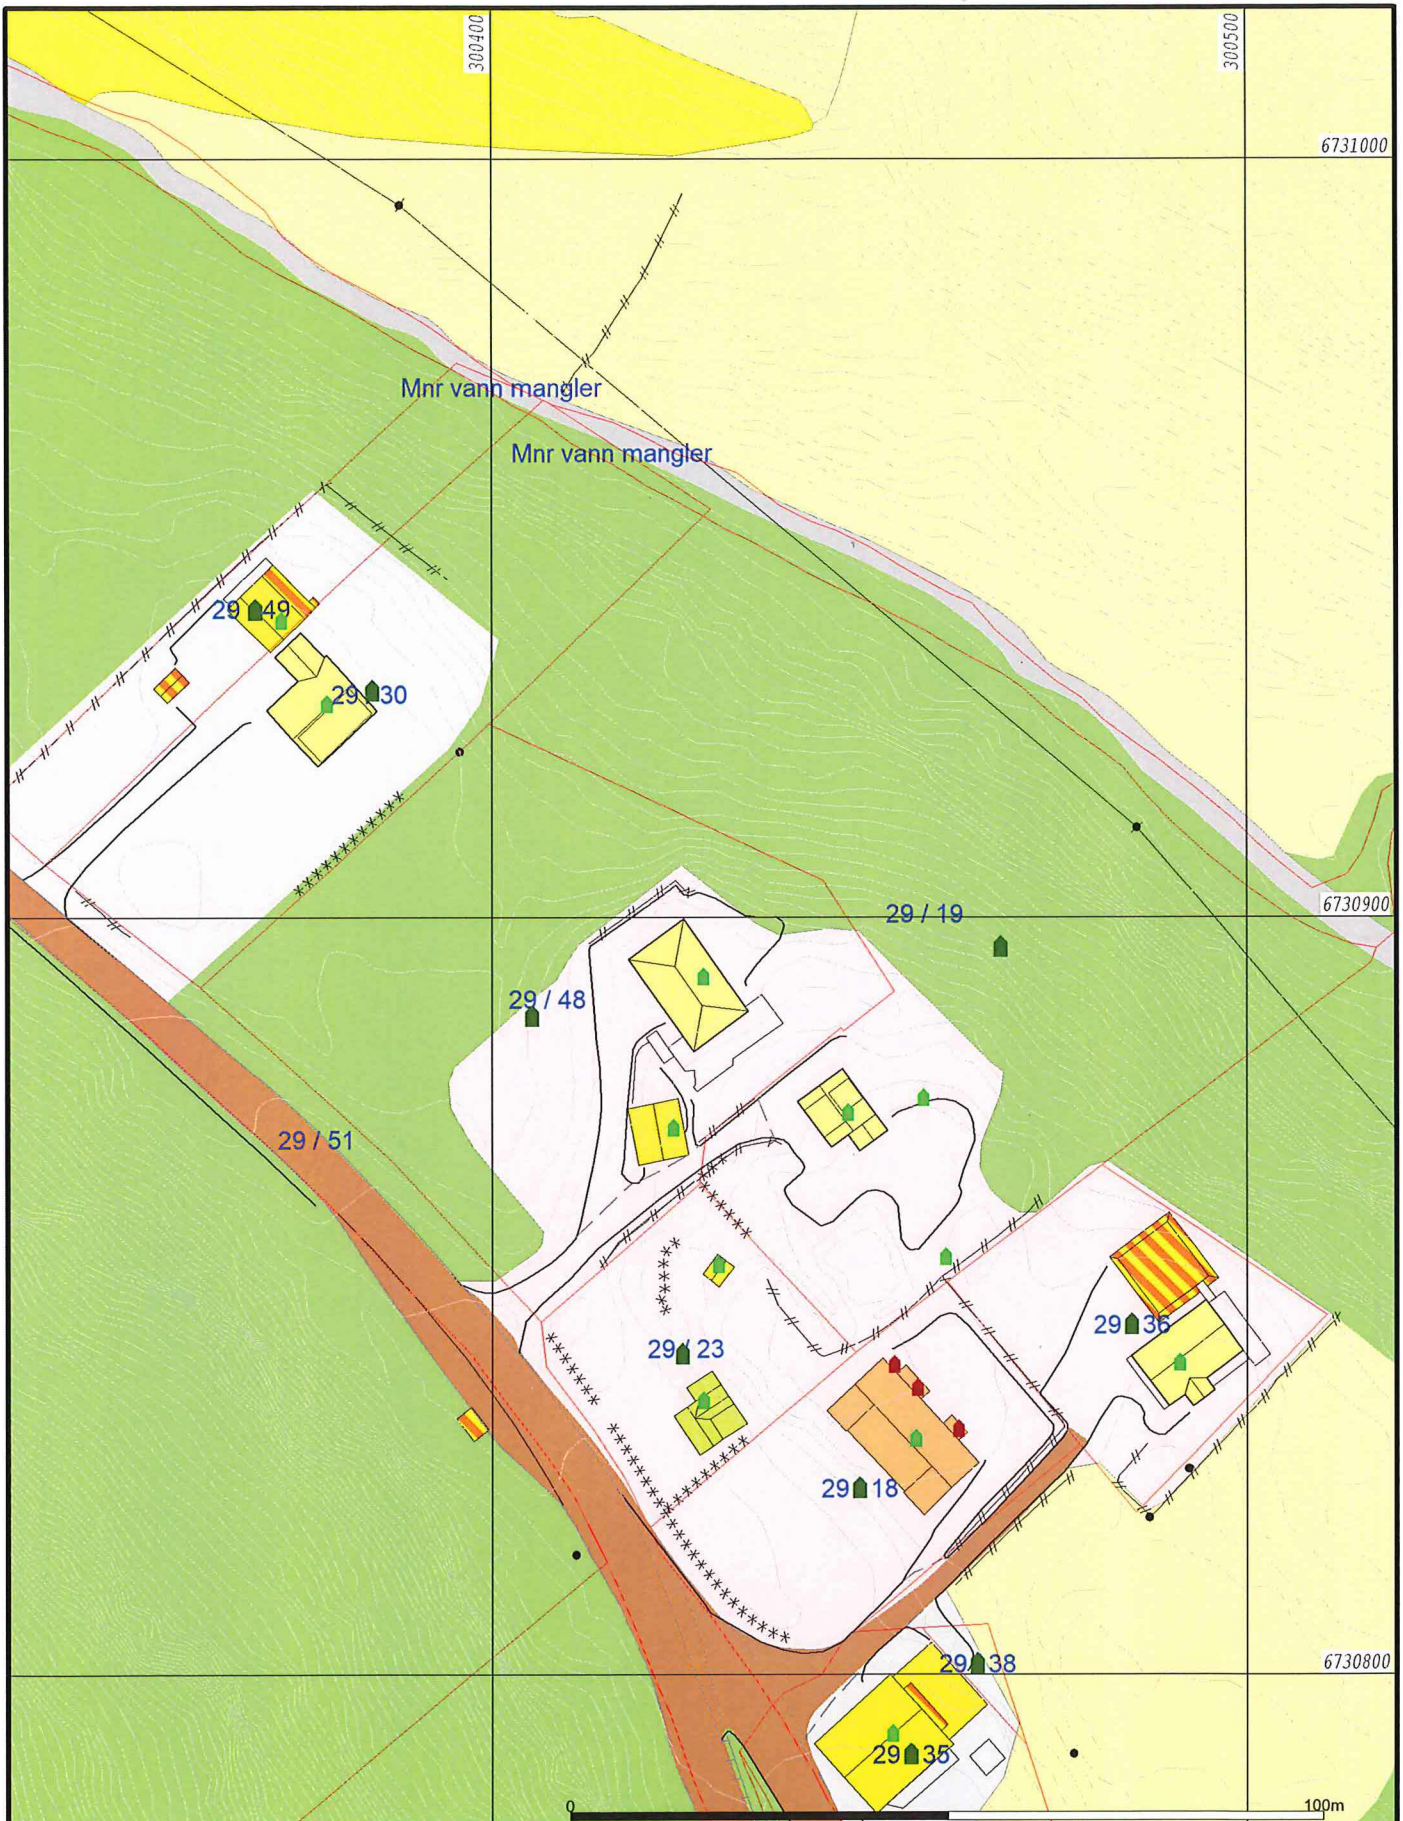 300400
300500
6731000
Mnr vann mangler
Mnr vann mangler
29 / 49
29 / 30
6730900
29 / 19
29 / 48
29 / 51
29 / 36
29 / 23
29 / 18
29 / 38
6730800
29 / 35
0
100m